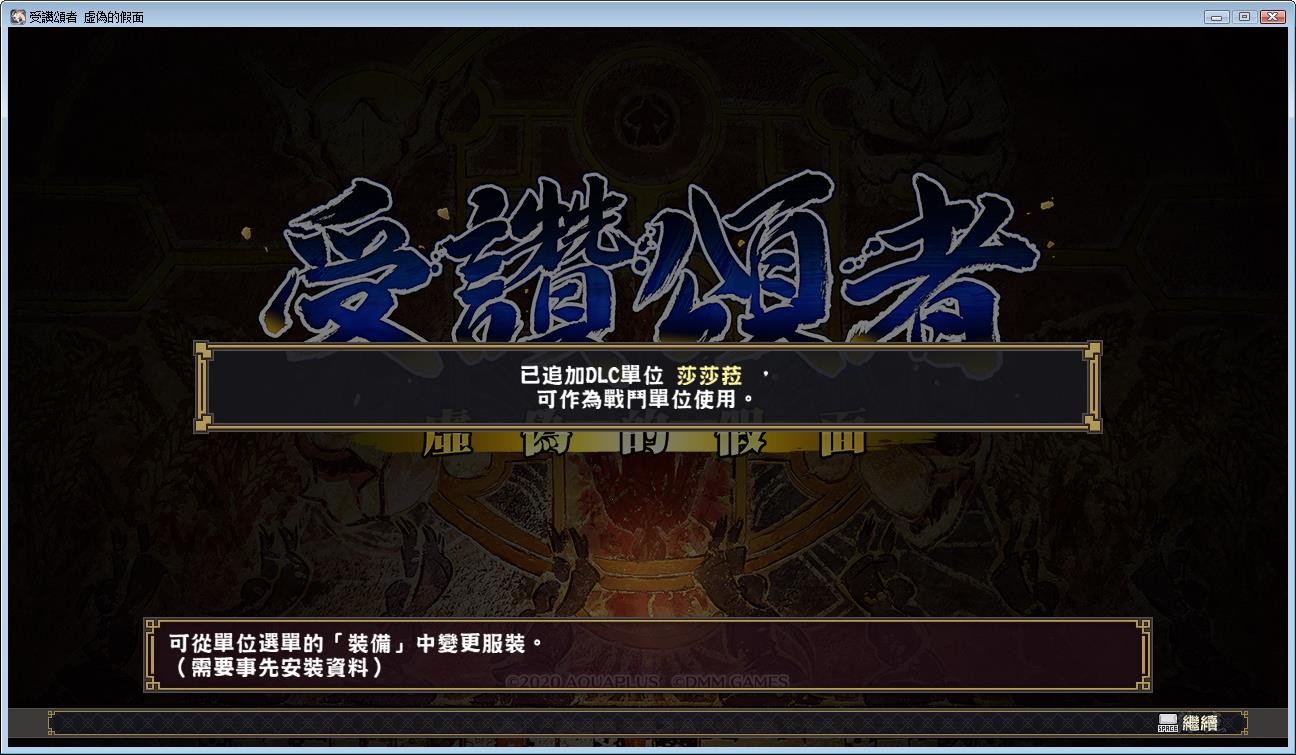 受讚頌者 虛偽的假面
受讚頌者
已追加DLC單位 莎莎菈 ,
可作為戰鬥單位使用。
虛偽的假面
可從單位選單的「裝備」中變更服裝。
（需要事先安裝資料）
©2020 AQUAPLUS ©DMM GAMES
SPACE 繼續